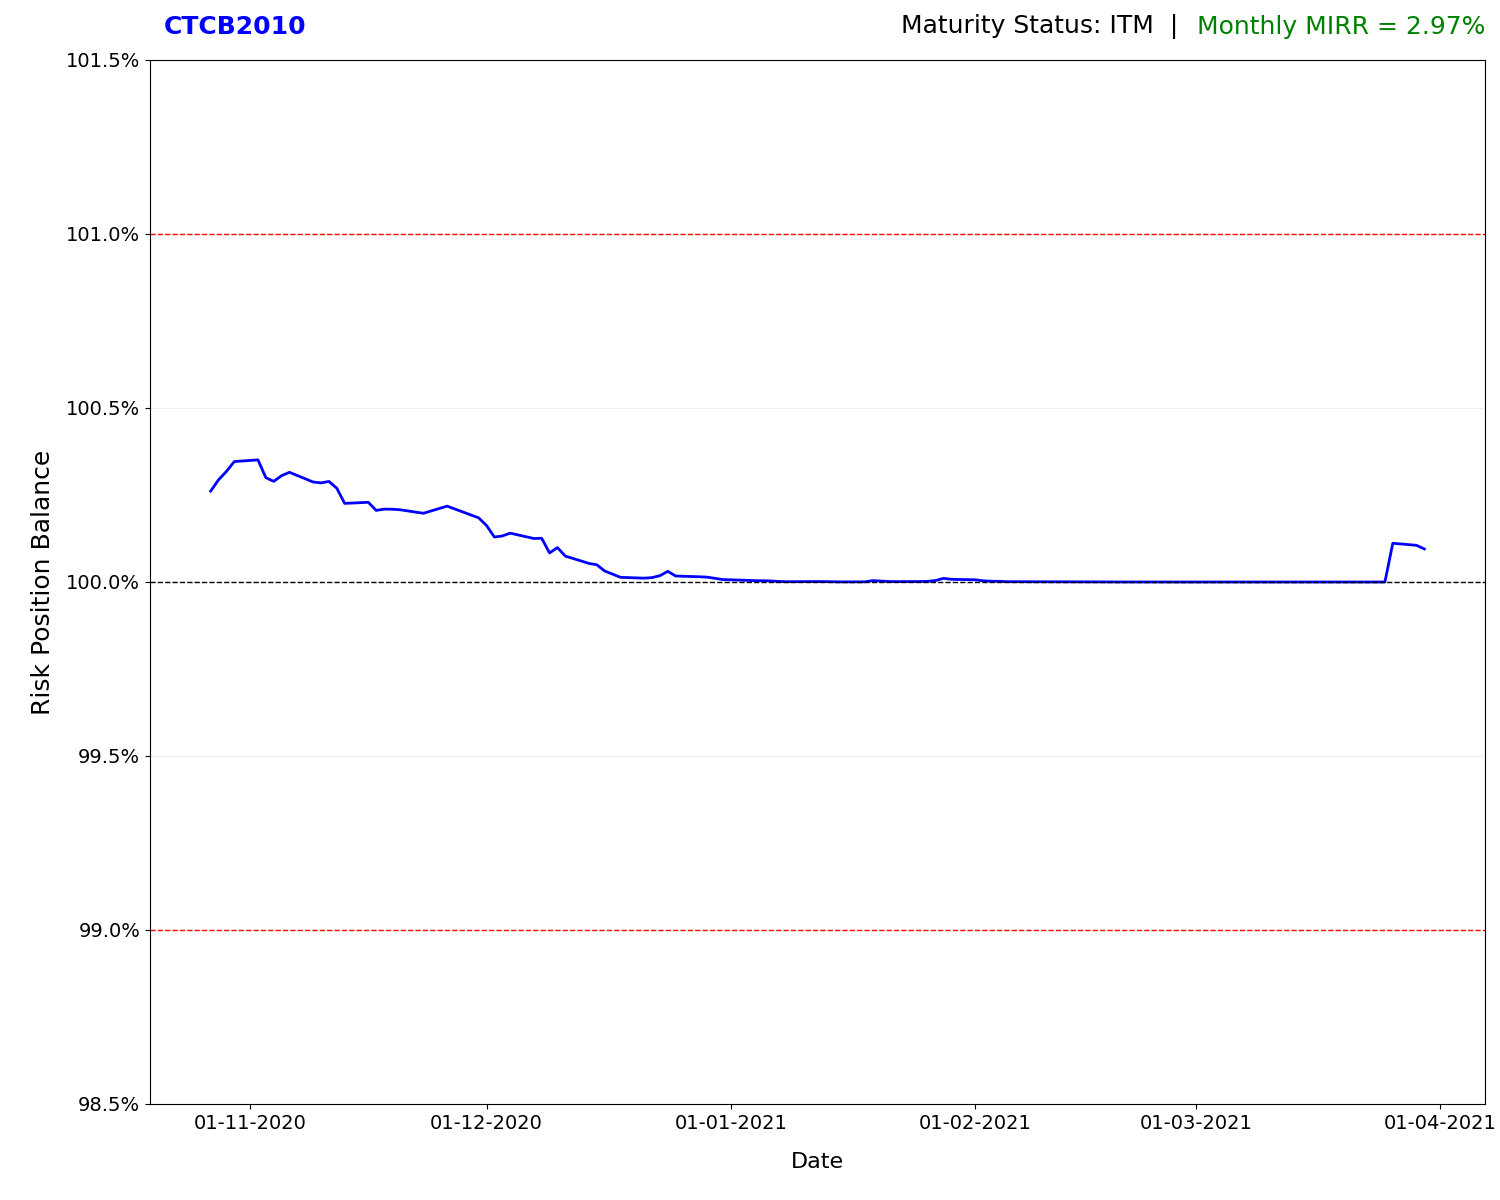 CTCB2010
Maturity Status: ITM | Monthly MIRR = 2.97%
101.5%
101.0%
100.5%
100.0%
99.5%
99.0%
98.5%
Risk Position Balance
01-11-2020 01-12-2020 01-01-2021 01-02-2021 01-03-2021 01-04-2021
Date